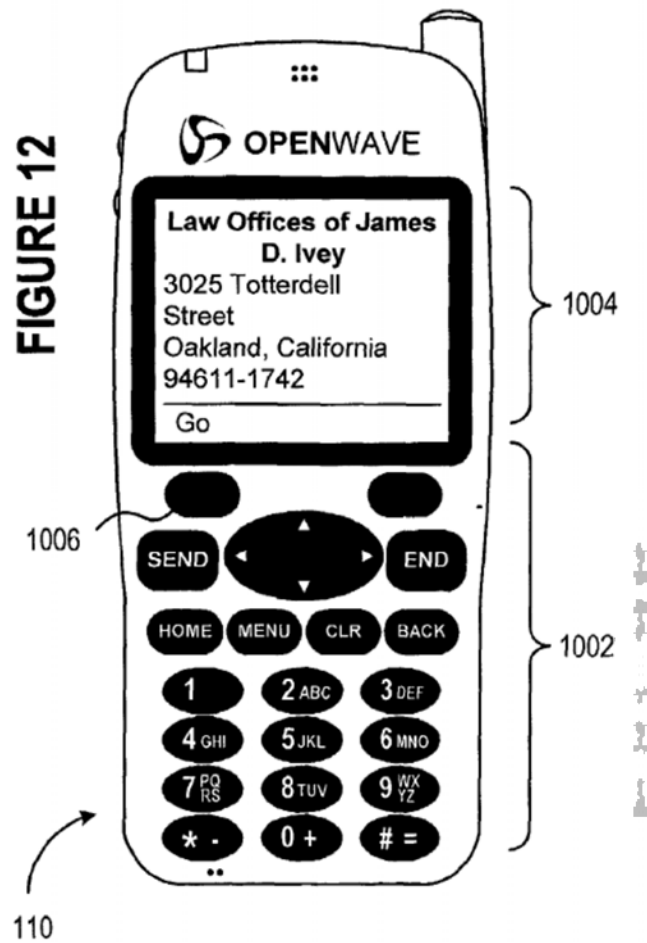 FIGURE 12
OPENWAVE
Law Offices of James
D. Ivey
3025 Totterdell
Street
Oakland, California
94611-1742
Go
1004
1006
SEND
END
HOME MENU CLR BACK
1002
1 2 ABC 3 DEF
4 GHI 5 JKL 6 MNO
7 PQ RS 8 TUV 9 WX YZ
* - 0 + # =
110